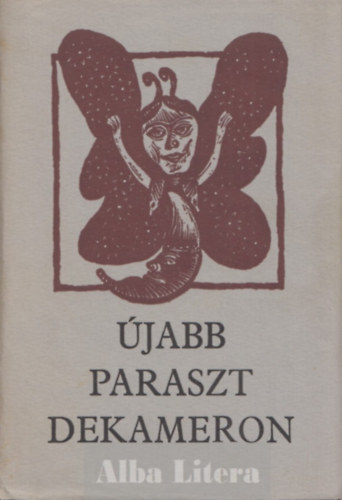 ÚJABB
PARASZT
DEKAMERON
Alba Litera